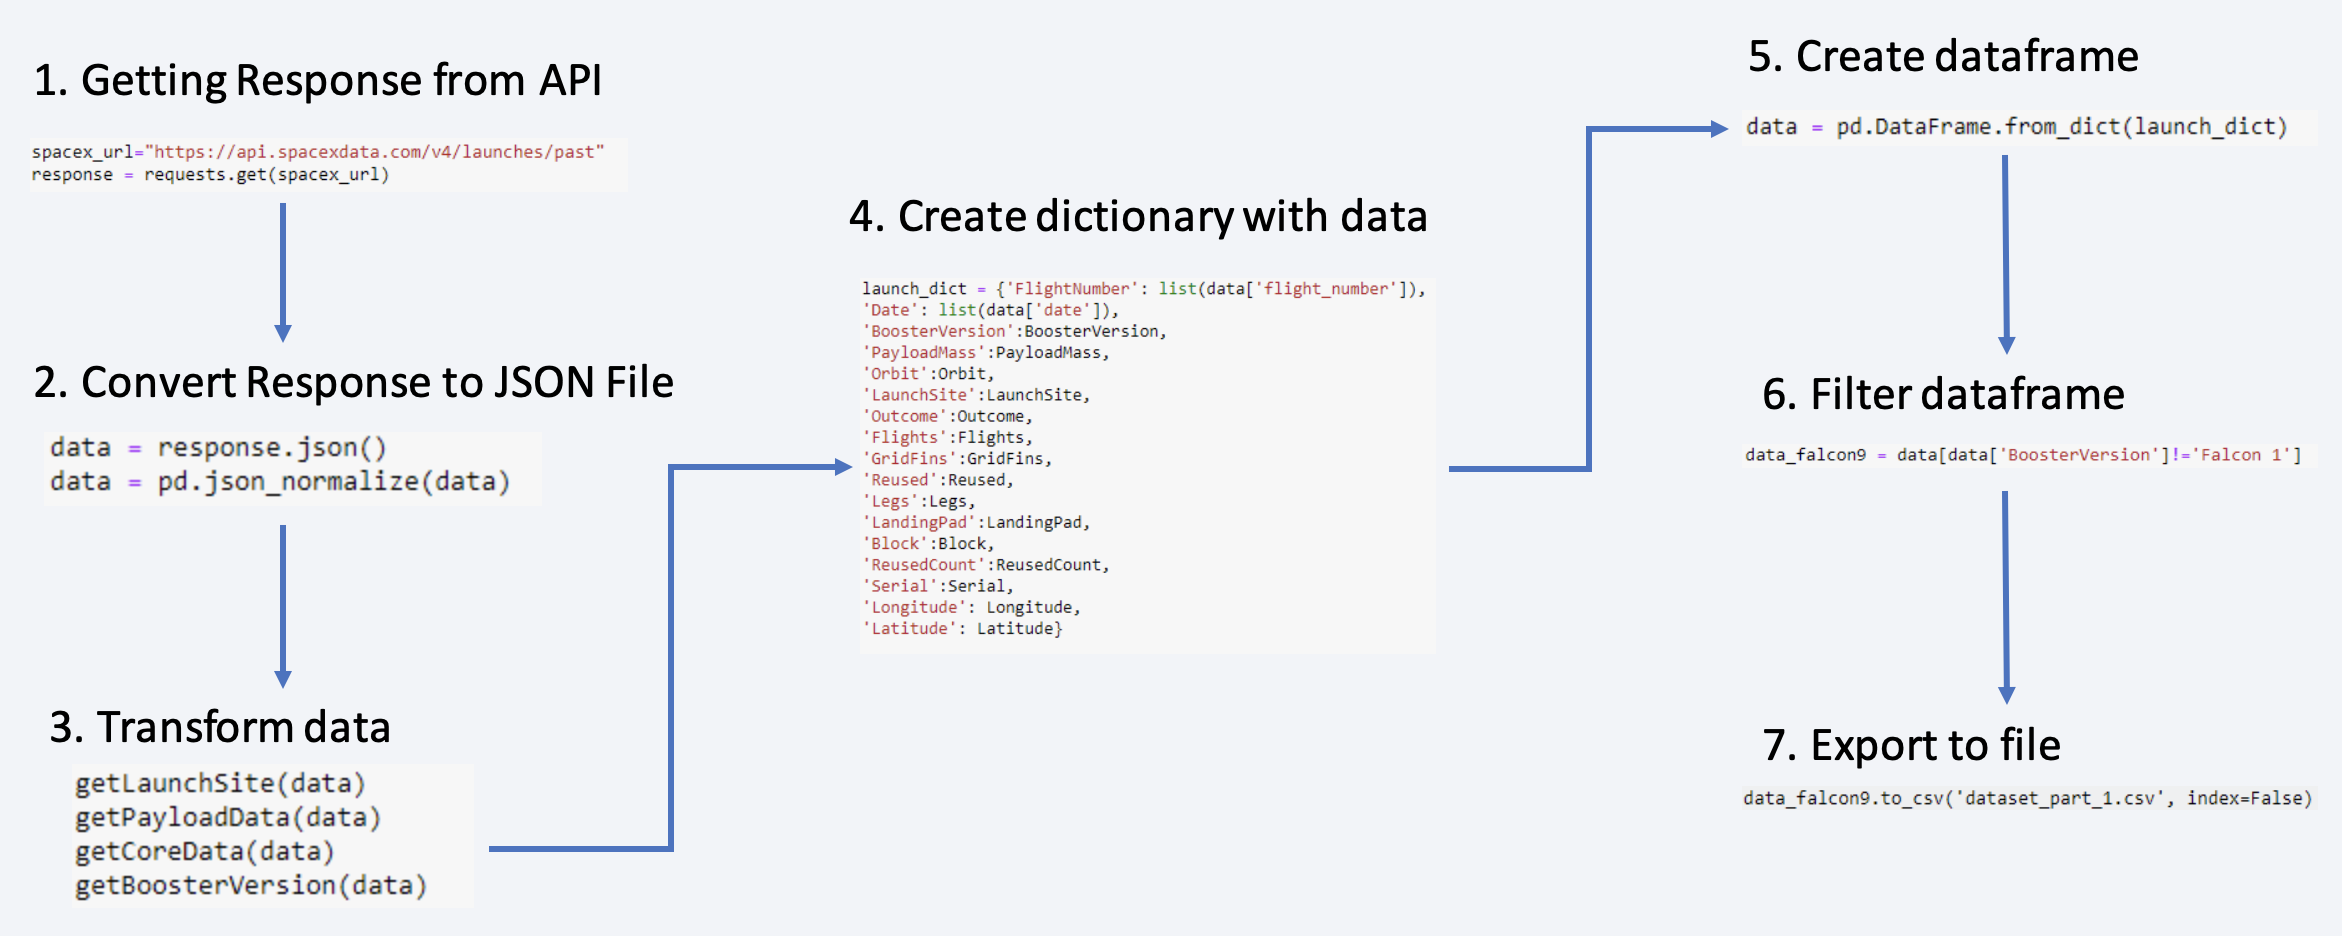 1. Getting Response from API
spacex_url="https://api.spacexdata.com/v4/launches/past"
response = requests.get(spacex_url)
2. Convert Response to JSON File
data = response.json()
data = pd.json_normalize(data)
3. Transform data
getLaunchSite(data)
getPayloadData(data)
getCoreData(data)
getBoosterVersion(data)
4. Create dictionary with data
launch_dict = {'FlightNumber': list(data['flight_number']),
'Date': list(data['date']),
'BoosterVersion':BoosterVersion,
'PayloadMass':PayloadMass,
'Orbit':Orbit,
'LaunchSite':LaunchSite,
'Outcome':Outcome,
'Flights':Flights,
'GridFins':GridFins,
'Reused':Reused,
'Legs':Legs,
'LandingPad':LandingPad,
'Block':Block,
'ReusedCount':ReusedCount,
'Serial':Serial,
'Longitude': Longitude,
'Latitude': Latitude}
5. Create dataframe
data = pd.DataFrame.from_dict(launch_dict)
6. Filter dataframe
data_falcon9 = data[data['BoosterVersion']!='Falcon 1']
7. Export to file
data_falcon9.to_csv('dataset_part_1.csv', index=False)